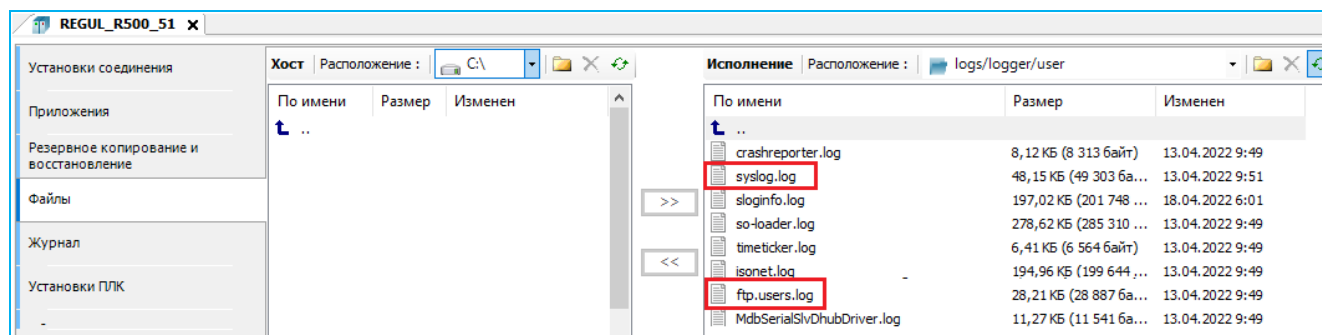 REGUL_R500_51 X
Установки соединения
Приложения
Резервное копирование и
восстановление
Файлы
Журнал
Установки ПЛК
Хост Расположение : C:\
По имени Размер Изменен
..
>>
<<
Исполнение Расположение : logs/logger/user
По имени Размер Изменен
..
crashreporter.log 8,12 КБ (8 313 байт) 13.04.2022 9:49
syslog.log 48,15 КБ (49 303 ба... 13.04.2022 9:51
sloginfo.log 197,02 КБ (201 748 ... 18.04.2022 6:01
so-loader.log 278,62 КБ (285 310 ... 13.04.2022 9:49
timeticker.log 6,41 КБ (6 564 байт) 13.04.2022 9:49
isonet.log 194,96 КБ (199 644 ... 13.04.2022 9:49
ftp.users.log 28,21 КБ (28 887 ба... 13.04.2022 9:49
MdbSerialSlvDhubDriver.log 11,27 КБ (11 541 ба... 13.04.2022 9:49